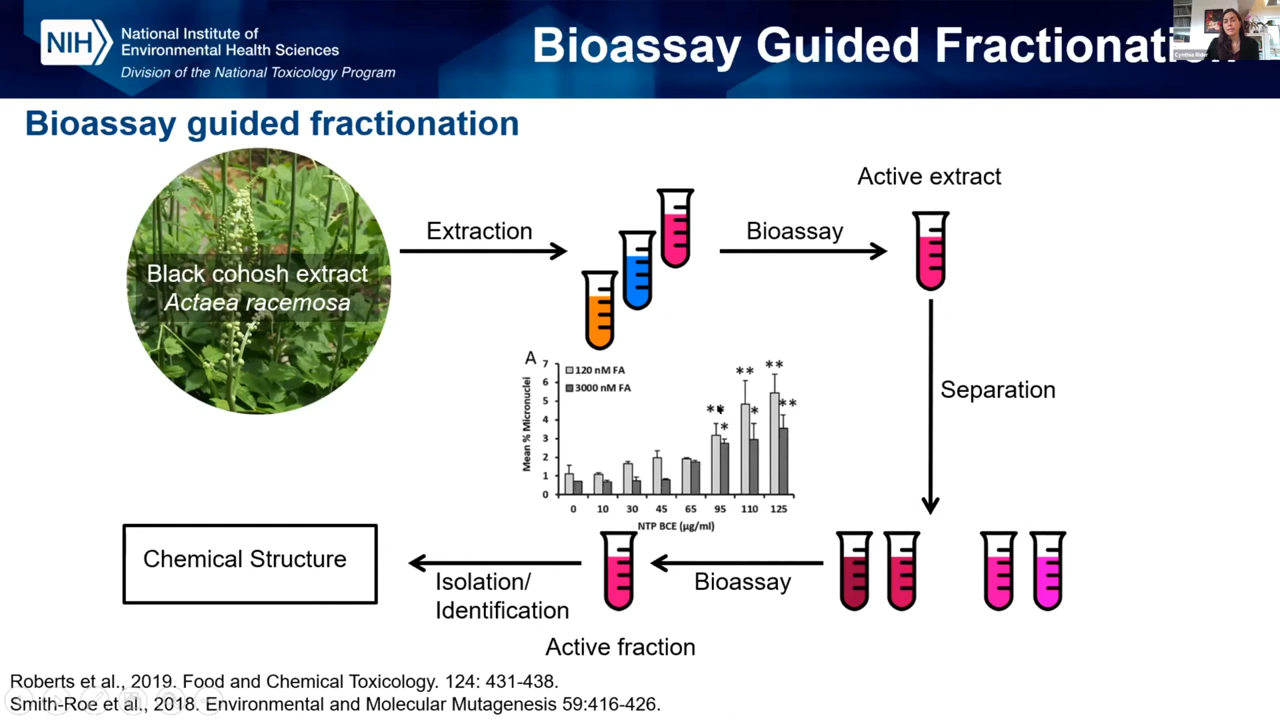 NIH
National Institute of
Environmental Health Sciences
Division of the National Toxicology Program
Bioassay Guided Fractionation
Cynthia Rider
Bioassay guided fractionation
Black cohosh extract
Actaea racemosa
Extraction
Bioassay
Active extract
Separation
A
120 nM FA
3000 nM FA
Mean % Micronuclei
7
6
5
4
3
2
1
0
** * ** * ** **
0 10 30 45 65 95 110 125
NTP BCE (µg/ml)
Chemical Structure
Isolation/
Identification
Bioassay
Active fraction
Roberts et al., 2019. Food and Chemical Toxicology. 124: 431-438.
Smith-Roe et al., 2018. Environmental and Molecular Mutagenesis 59:416-426.